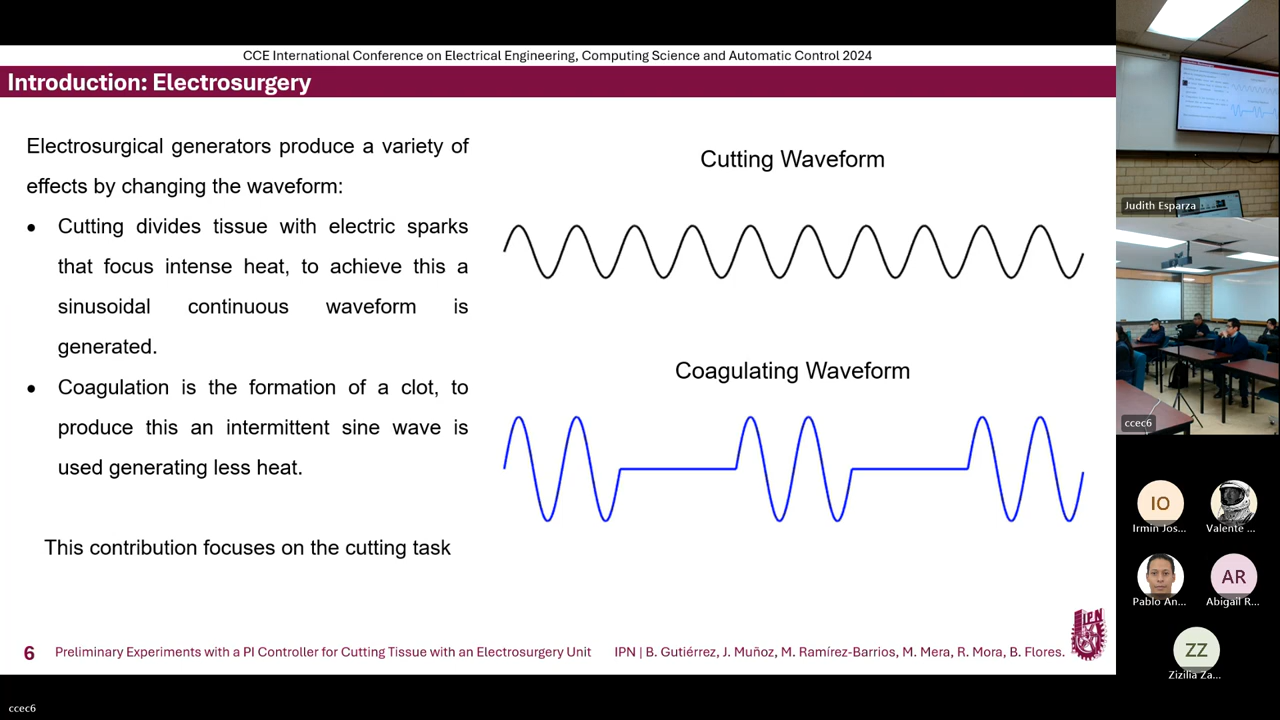 CCE International Conference on Electrical Engineering, Computing Science and Automatic Control 2024
Introduction: Electrosurgery
Electrosurgical generators produce a variety of
effects by changing the waveform:
• Cutting divides tissue with electric sparks
that focus intense heat, to achieve this a
sinusoidal continuous waveform is
generated.
• Coagulation is the formation of a clot, to
produce this an intermittent sine wave is
used generating less heat.
This contribution focuses on the cutting task
Cutting Waveform
Coagulating Waveform
6 Preliminary Experiments with a PI Controller for Cutting Tissue with an Electrosurgery Unit IPN | B. Gutiérrez, J. Muñoz, M. Ramírez-Barrios, M. Mera, R. Mora, B. Flores.
IPN
Judith Esparza
ccec6
IO
Irmin Jos...
Valente ...
Pablo An...
AR
Abigail R...
ZZ
Zizilia Za...
ccec6